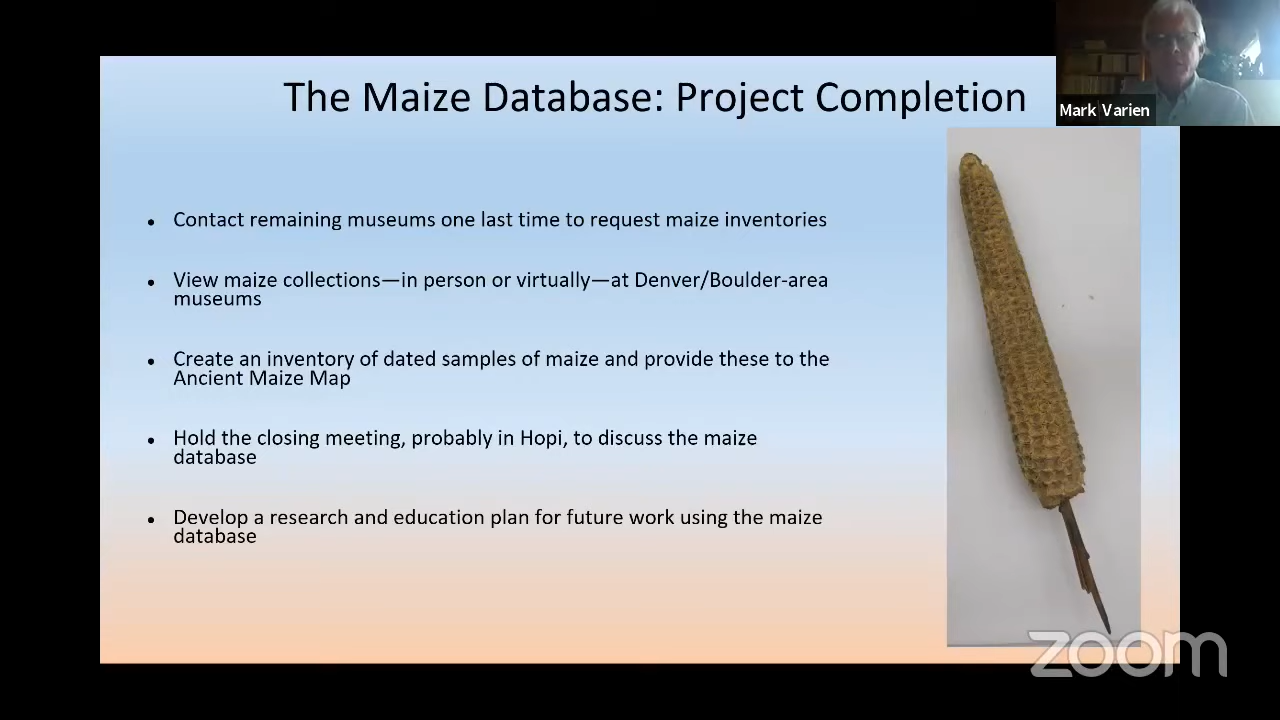 The Maize Database: Project Completion
Mark Varien
• Contact remaining museums one last time to request maize inventories
• View maize collections—in person or virtually—at Denver/Boulder-area
museums
• Create an inventory of dated samples of maize and provide these to the
Ancient Maize Map
• Hold the closing meeting, probably in Hopi, to discuss the maize
database
• Develop a research and education plan for future work using the maize
database
zoom